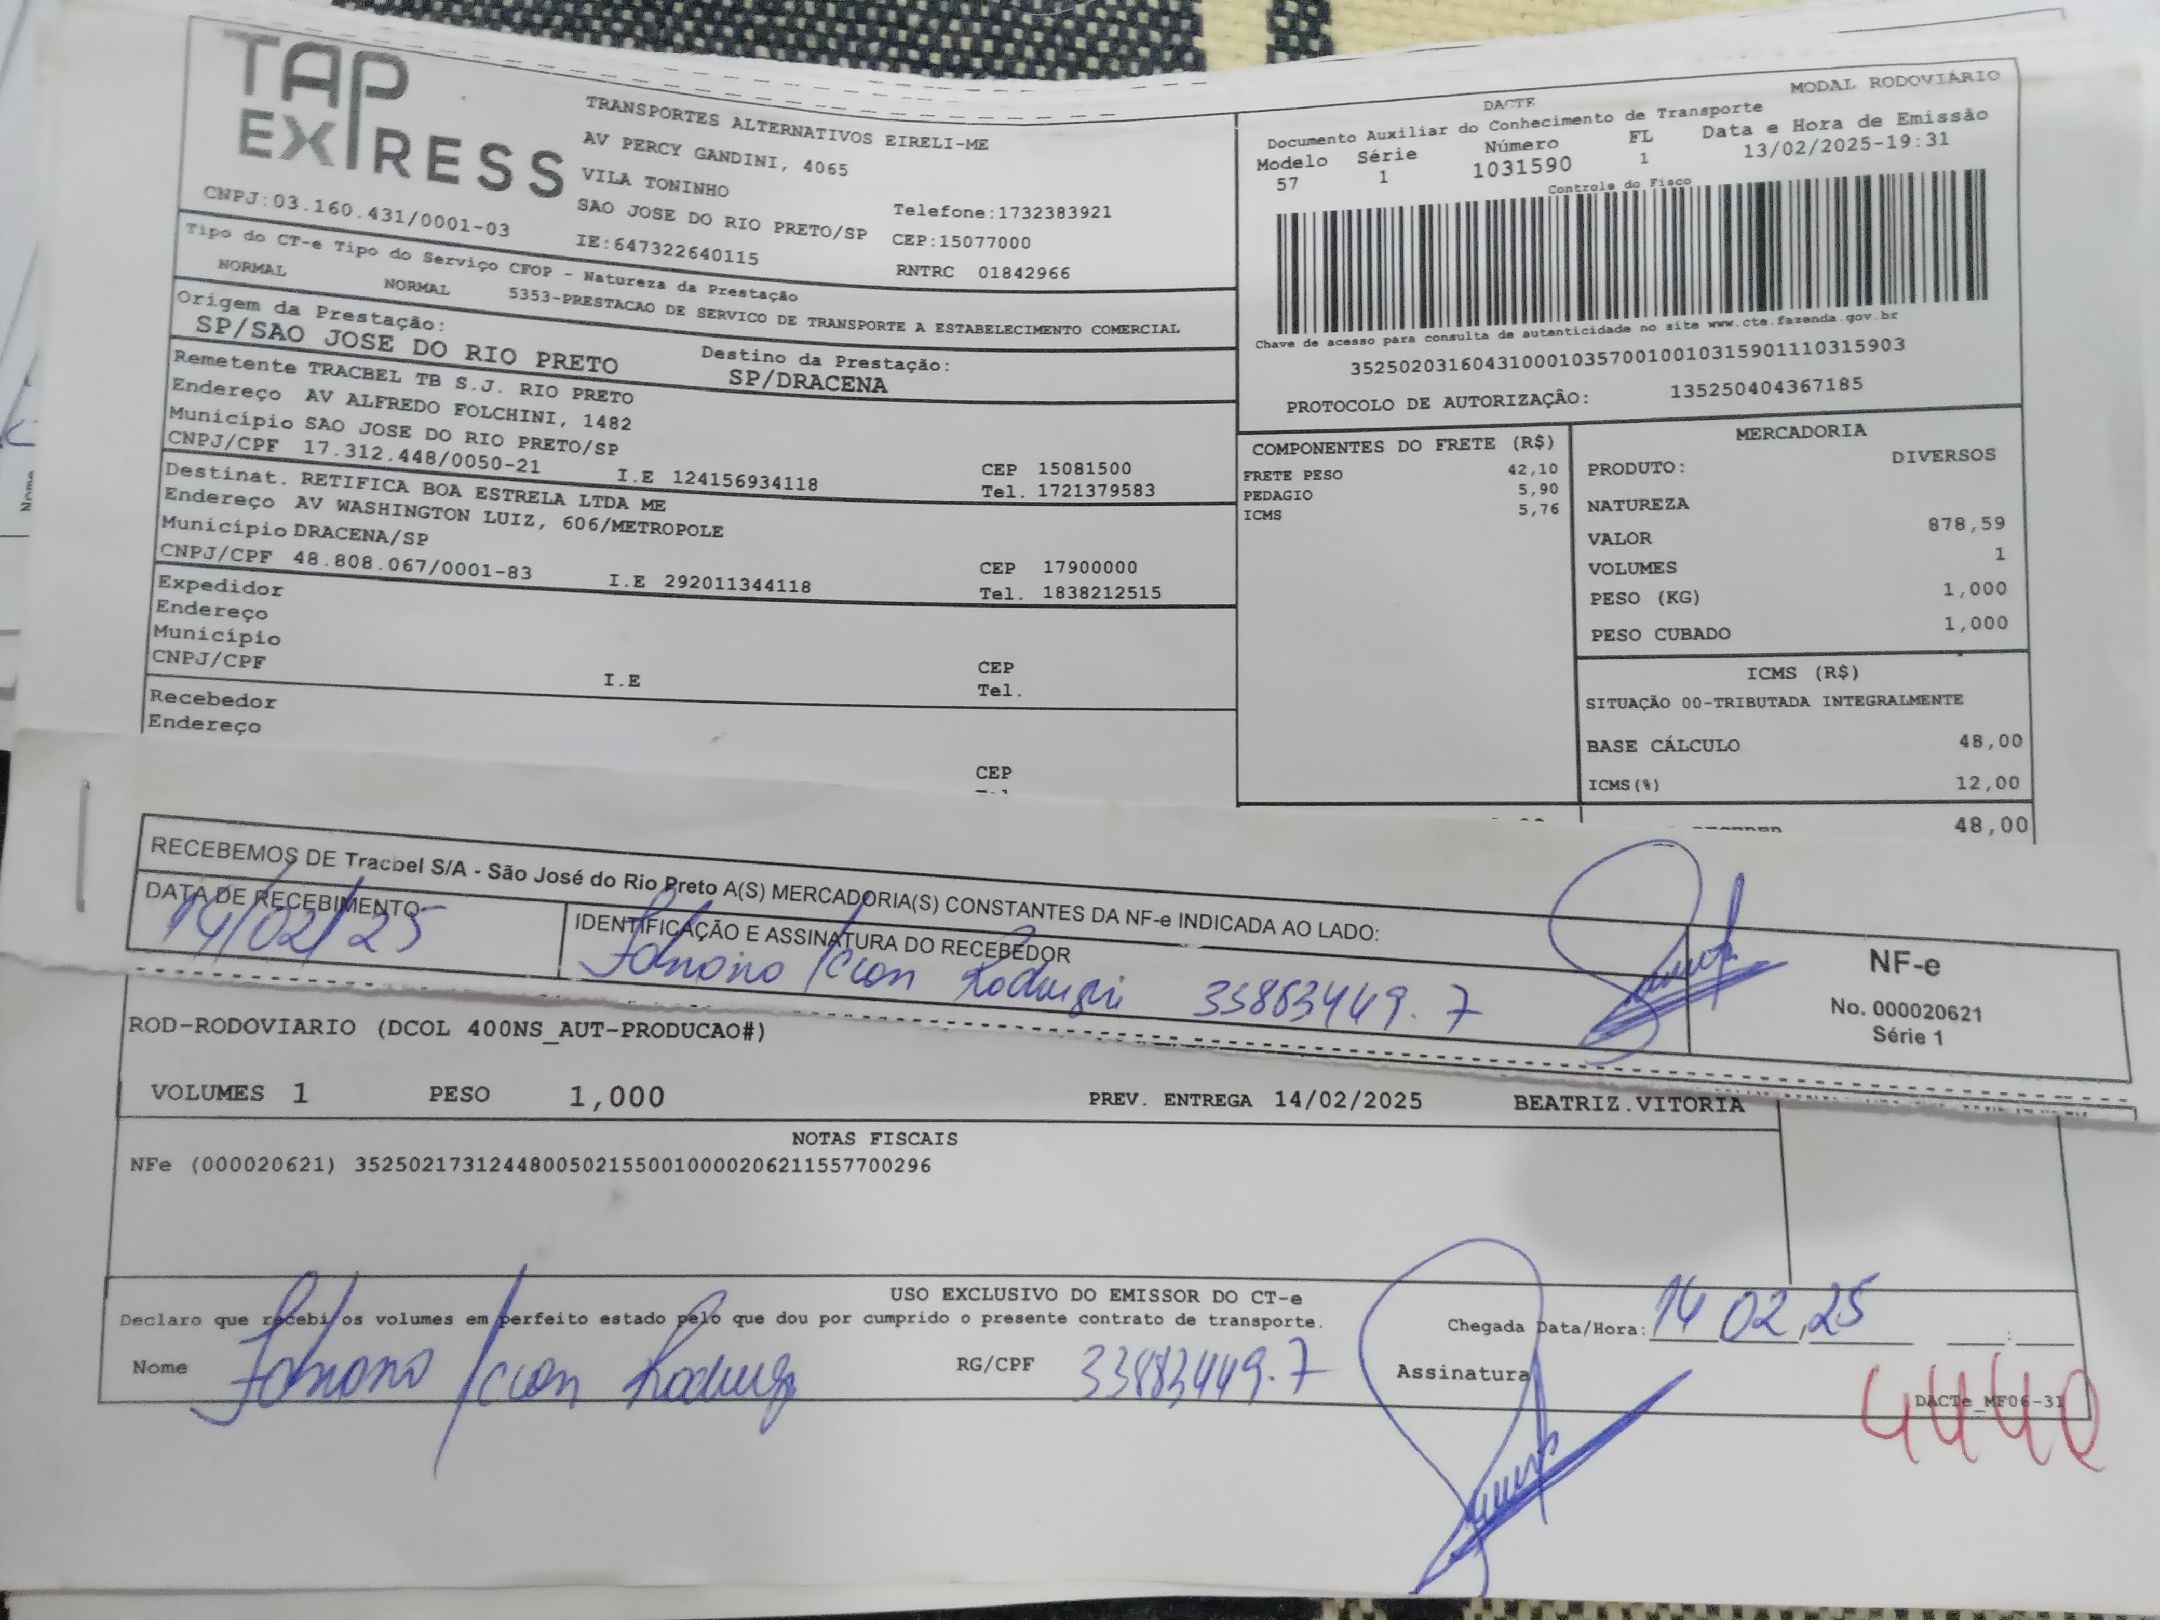 TAP
EXPRESS
TRANSPORTES ALTERNATIVOS EIRELI-ME
AV PERCY GANDINI, 4065
VILA TONINHO
SAO JOSE DO RIO PRETO/SP
Telefone:1732383921
CEP:15077000
CNPJ:03.160.431/0001-03
IE:647322640115
RNTRC 01842966
Tipo do CT-e Tipo do Serviço CFOP - Natureza da Prestação
NORMAL NORMAL 5353-PRESTACAO DE SERVICO DE TRANSPORTE A ESTABELECIMENTO COMERCIAL
Origem da Prestação:
SP/SAO JOSE DO RIO PRETO
Destino da Prestação:
SP/DRACENA
Remetente TRACBEL TB S.J. RIO PRETO
Endereço AV ALFREDO FOLCHINI, 1482
Município SAO JOSE DO RIO PRETO/SP CEP 15081500
CNPJ/CPF 17.312.448/0050-21 I.E 124156934118 Tel. 1721379583
Destinat. RETIFICA BOA ESTRELA LTDA ME
Endereço AV WASHINGTON LUIZ, 606/METROPOLE
Município DRACENA/SP CEP 17900000
CNPJ/CPF 48.808.067/0001-83 I.E 292011344118 Tel. 1838212515
Expedidor
Endereço
Município CEP
CNPJ/CPF I.E Tel.
Recebedor
Endereço
CEP
MODAL RODOVIÁRIO
DACTE
Documento Auxiliar do Conhecimento de Transporte
Modelo Série Número FL Data e Hora de Emissão
57 1 1031590 1 13/02/2025-19:31
Controle do Fisco
Chave de acesso para consulta de autenticidade no site www.cte.fazenda.gov.br
35250203160431000103570010010315901110315903
PROTOCOLO DE AUTORIZAÇÂO: 135250404367185
COMPONENTES DO FRETE (R$)
FRETE PESO 42,10
PEDAGIO 5,90
ICMS 5,76
MERCADORIA
PRODUTO: DIVERSOS
NATUREZA
VALOR 878,59
VOLUMES 1
PESO (KG) 1,000
PESO CUBADO 1,000
ICMS (R$)
SITUAÇÃO 00-TRIBUTADA INTEGRALMENTE
BASE CÁLCULO 48,00
ICMS(%) 12,00
48,00
RECEBEMOS DE Tracbel S/A - São José do Rio Preto A(S) MERCADORIA(S) CONSTANTES DA NF-e INDICADA AO LADO:
DATA DE RECEBIMENTO
14/02/25
IDENTIFICAÇÃO E ASSINATURA DO RECEBEDOR
33883449.7
NF-e
No. 000020621
Série 1
ROD-RODOVIARIO (DCOL 400NS_AUT-PRODUCAO#)
VOLUMES 1 PESO 1,000 PREV. ENTREGA 14/02/2025 BEATRIZ.VITORIA
NOTAS FISCAIS
NFe (000020621) 35250217312448005021550010000206211557700296
USO EXCLUSIVO DO EMISSOR DO CT-e
Declaro que recebi os volumes em perfeito estado pelo que dou por cumprido o presente contrato de transporte.
Chegada Data/Hora: 14 02 25
Nome RG/CPF 33883449.7 Assinatura
DACTe_MF06-31
4440
Nome